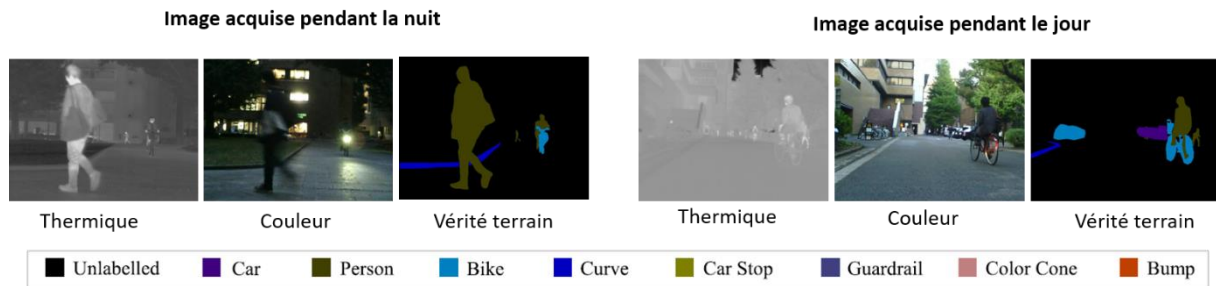 Image acquise pendant la nuit
Image acquise pendant le jour
Thermique Couleur Vérité terrain
Thermique Couleur Vérité terrain
Unlabelled Car Person Bike Curve Car Stop Guardrail Color Cone Bump